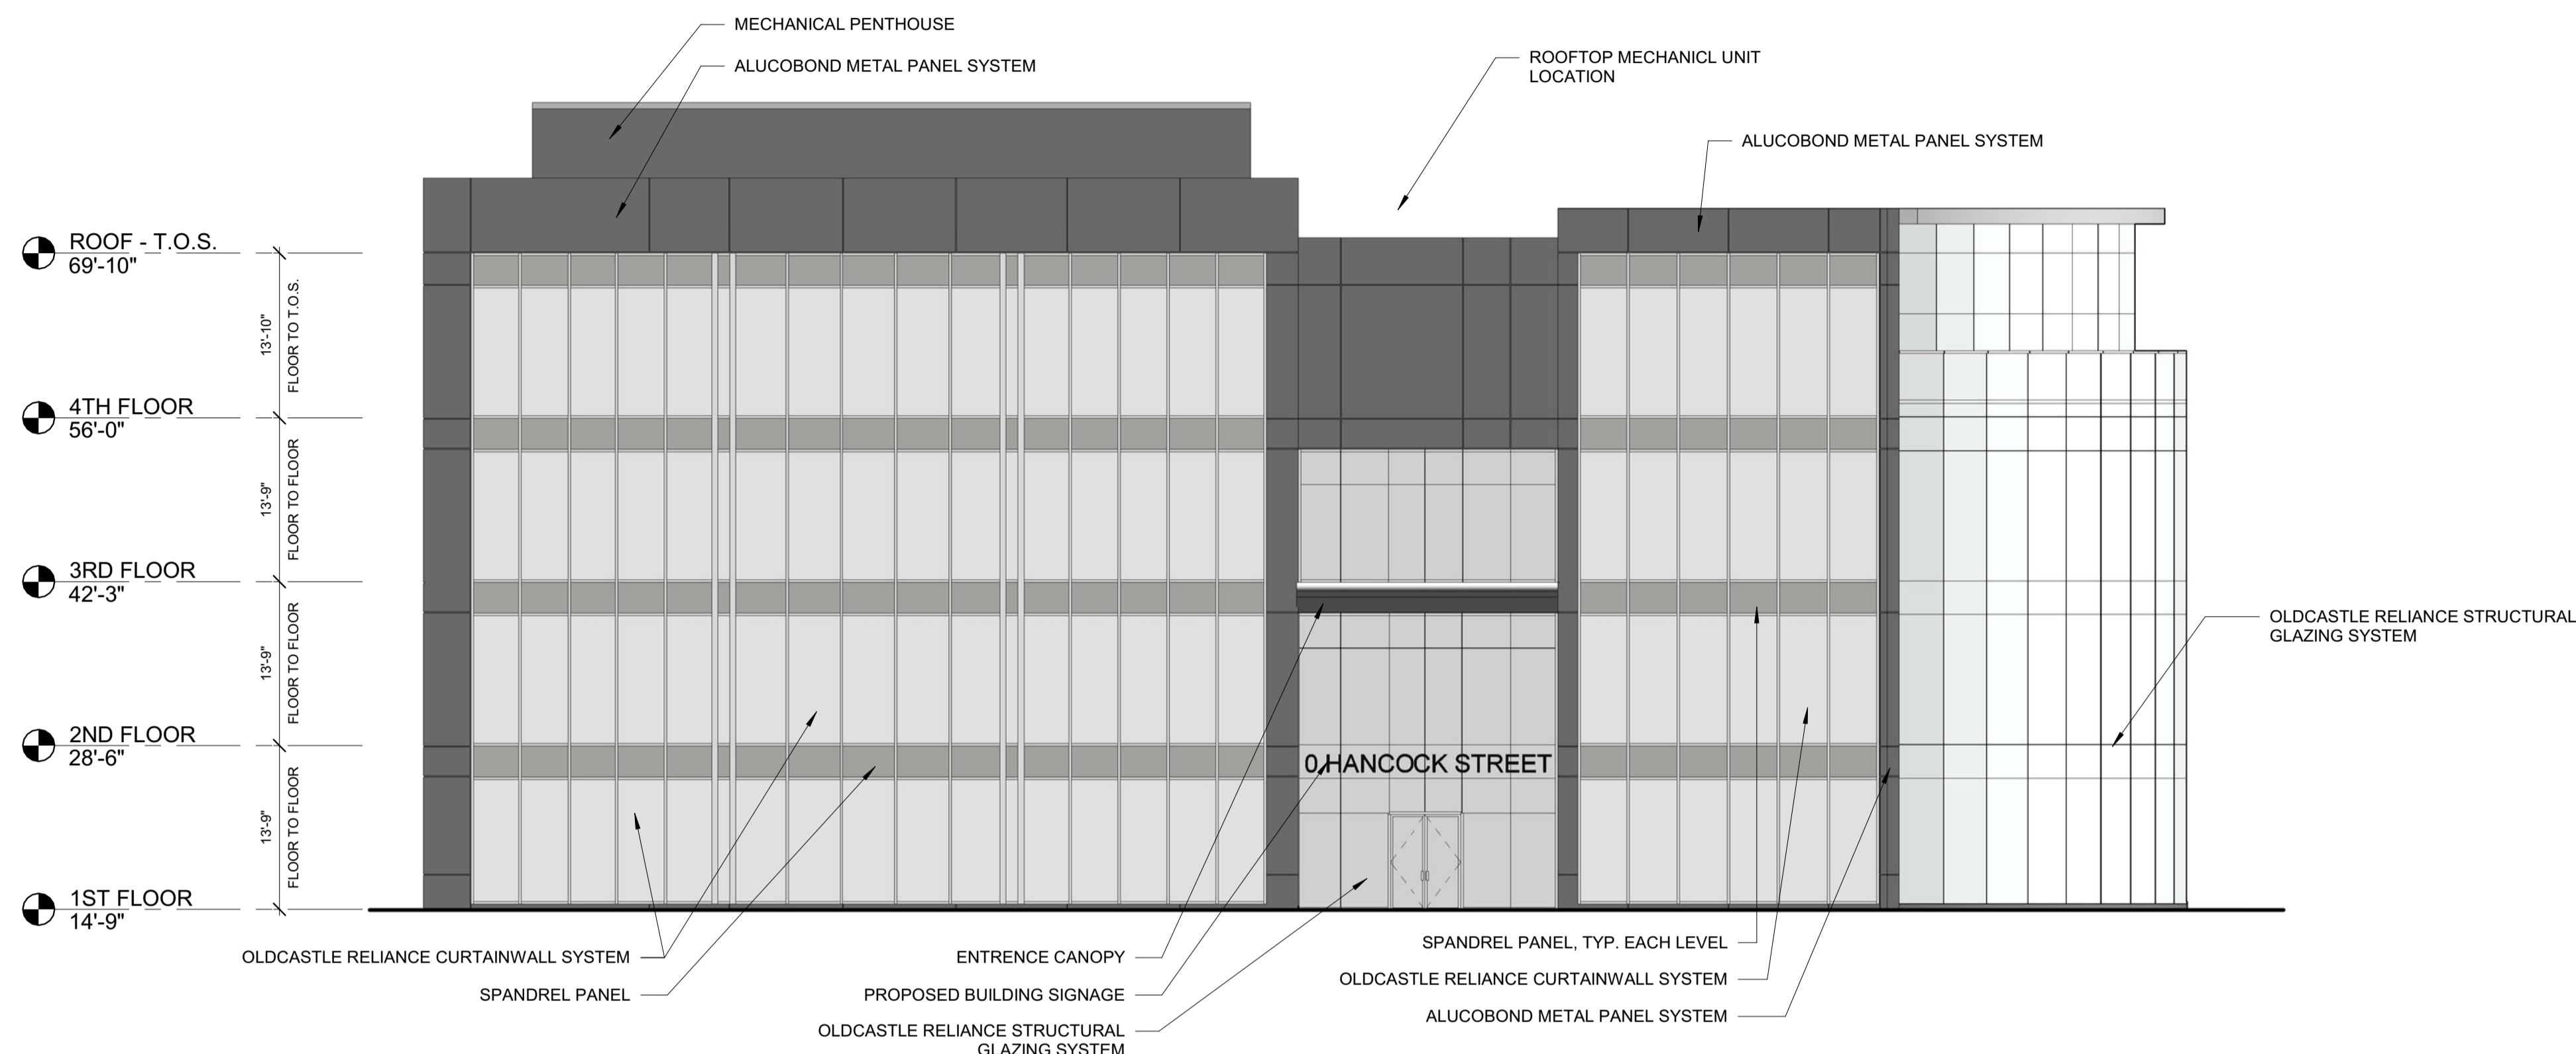 MECHANICAL PENTHOUSE
ALUCOBOND METAL PANEL SYSTEM
ROOFTOP MECHANICL UNIT
LOCATION
ALUCOBOND METAL PANEL SYSTEM
ROOF - T.O.S.
69'-10"
13'-10"
FLOOR TO T.O.S.
4TH FLOOR
56'-0"
13'-9"
FLOOR TO FLOOR
3RD FLOOR
42'-3"
13'-9"
FLOOR TO FLOOR
2ND FLOOR
28'-6"
13'-9"
FLOOR TO FLOOR
1ST FLOOR
14'-9"
0 HANCOCK STREET
OLDCASTLE RELIANCE STRUCTURAL
GLAZING SYSTEM
OLDCASTLE RELIANCE CURTAINWALL SYSTEM
SPANDREL PANEL
ENTRENCE CANOPY
PROPOSED BUILDING SIGNAGE
OLDCASTLE RELIANCE STRUCTURAL
GLAZING SYSTEM
SPANDREL PANEL, TYP. EACH LEVEL
OLDCASTLE RELIANCE CURTAINWALL SYSTEM
ALUCOBOND METAL PANEL SYSTEM